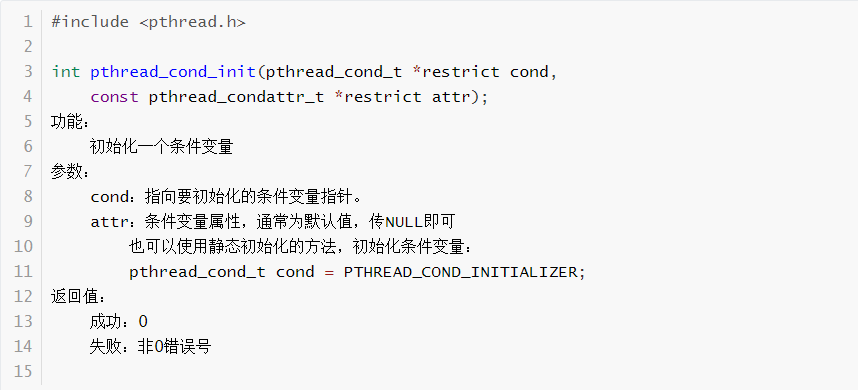 1 #include <pthread.h>
2
3 int pthread_cond_init(pthread_cond_t *restrict cond,
4     const pthread_condattr_t *restrict attr);
5 功能：
6     初始化一个条件变量
7 参数：
8     cond：指向要初始化的条件变量指针。
9     attr：条件变量属性，通常为默认值，传NULL即可
10         也可以使用静态初始化的方法，初始化条件变量：
11         pthread_cond_t cond = PTHREAD_COND_INITIALIZER;
12 返回值：
13     成功：0
14     失败：非0错误号
15